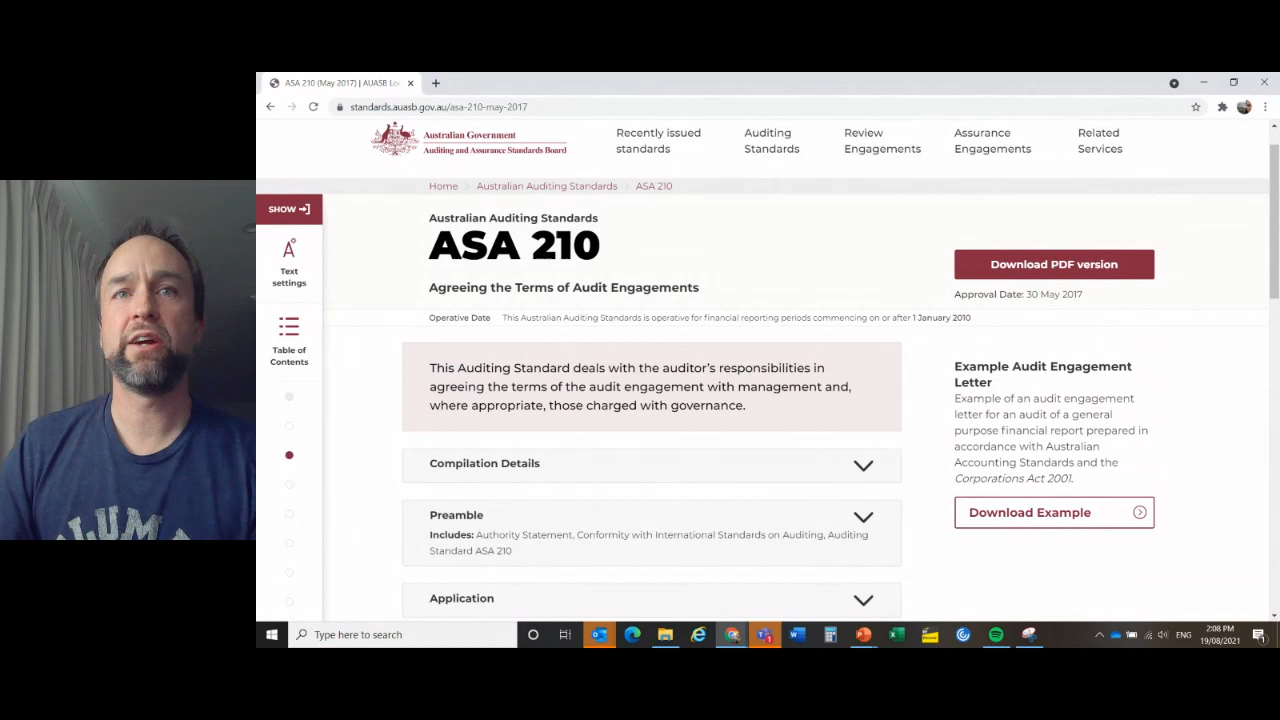 ASA 210 (May 2017) | AUASB Lo
standards.auasb.gov.au/asa-210-may-2017
Australian Government
Auditing and Assurance Standards Board
Recently issued
standards
Auditing
Standards
Review
Engagements
Assurance
Engagements
Related
Services
Home
Australian Auditing Standards
ASA 210
SHOW
Text
settings
Table of
Contents
Australian Auditing Standards
ASA 210
Agreeing the Terms of Audit Engagements
Download PDF version
Approval Date: 30 May 2017
Operative Date This Australian Auditing Standards is operative for financial reporting periods commencing on or after 1 January 2010
This Auditing Standard deals with the auditor's responsibilities in
agreeing the terms of the audit engagement with management and,
where appropriate, those charged with governance.
Compilation Details
Preamble
Includes: Authority Statement, Conformity with International Standards on Auditing, Auditing
Standard ASA 210
Application
Example Audit Engagement
Letter
Example of an audit engagement
letter for an audit of a general
purpose financial report prepared in
accordance with Australian
Accounting Standards and the
Corporations Act 2001.
Download Example
LUM
Type here to search
ENG
2:08 PM
19/08/2021